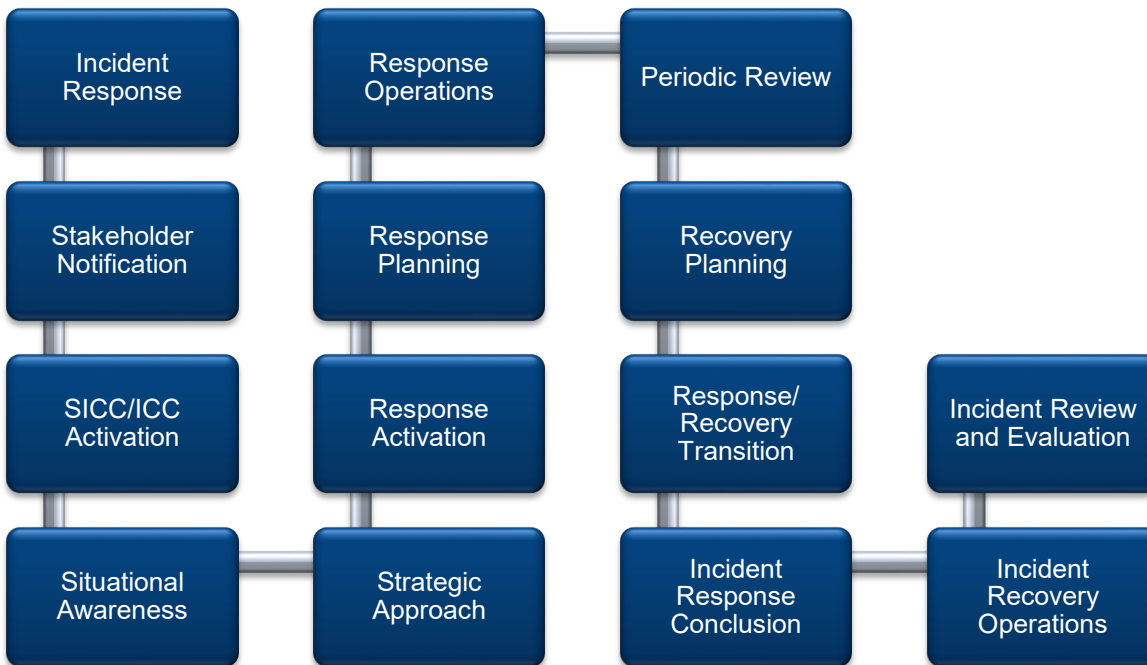 Incident
Response
Stakeholder
Notification
SICC/ICC
Activation
Situational
Awareness
Strategic
Approach
Response
Activation
Response
Planning
Response
Operations
Periodic Review
Recovery
Planning
Response/
Recovery
Transition
Incident
Response
Conclusion
Incident
Recovery
Operations
Incident Review
and Evaluation